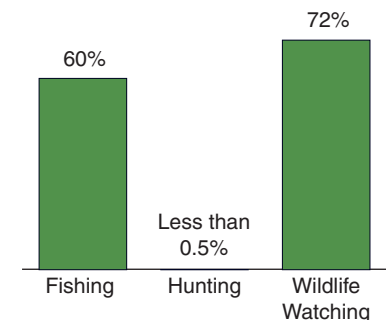 72%
60%
Less than
0.5%
Fishing
Hunting
Wildlife
Watching